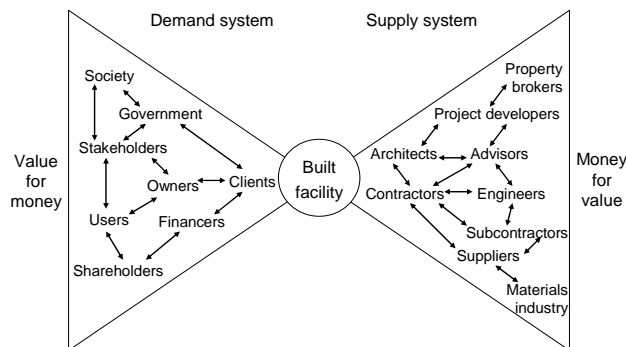 Demand system
Supply system
Society
Government
Stakeholders
Owners
Clients
Users
Financers
Shareholders
Value
for
money
Built
facility
Property
brokers
Project developers
Architects
Advisors
Contractors
Engineers
Subcontractors
Suppliers
Materials
industry
Money
for
value